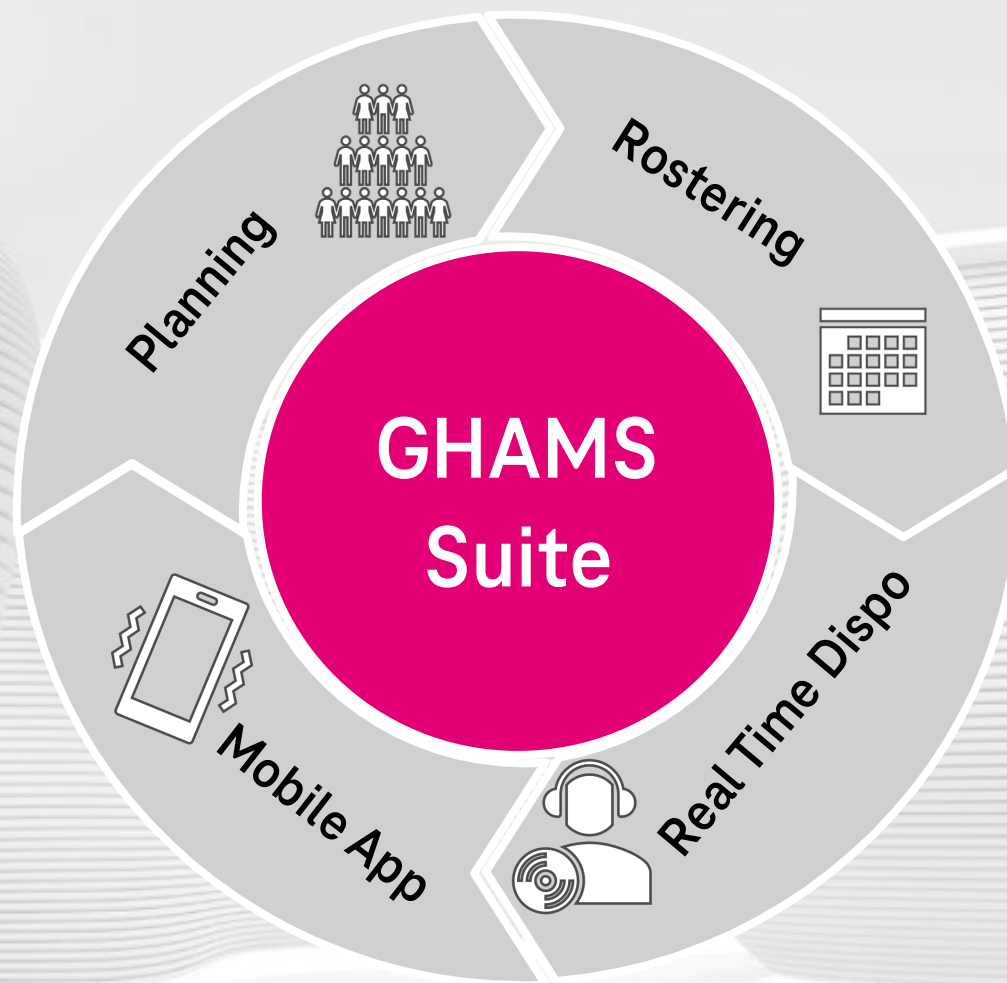 Planning
Rostering
GHAMS
Suite
Real Time Dispo
Mobile App